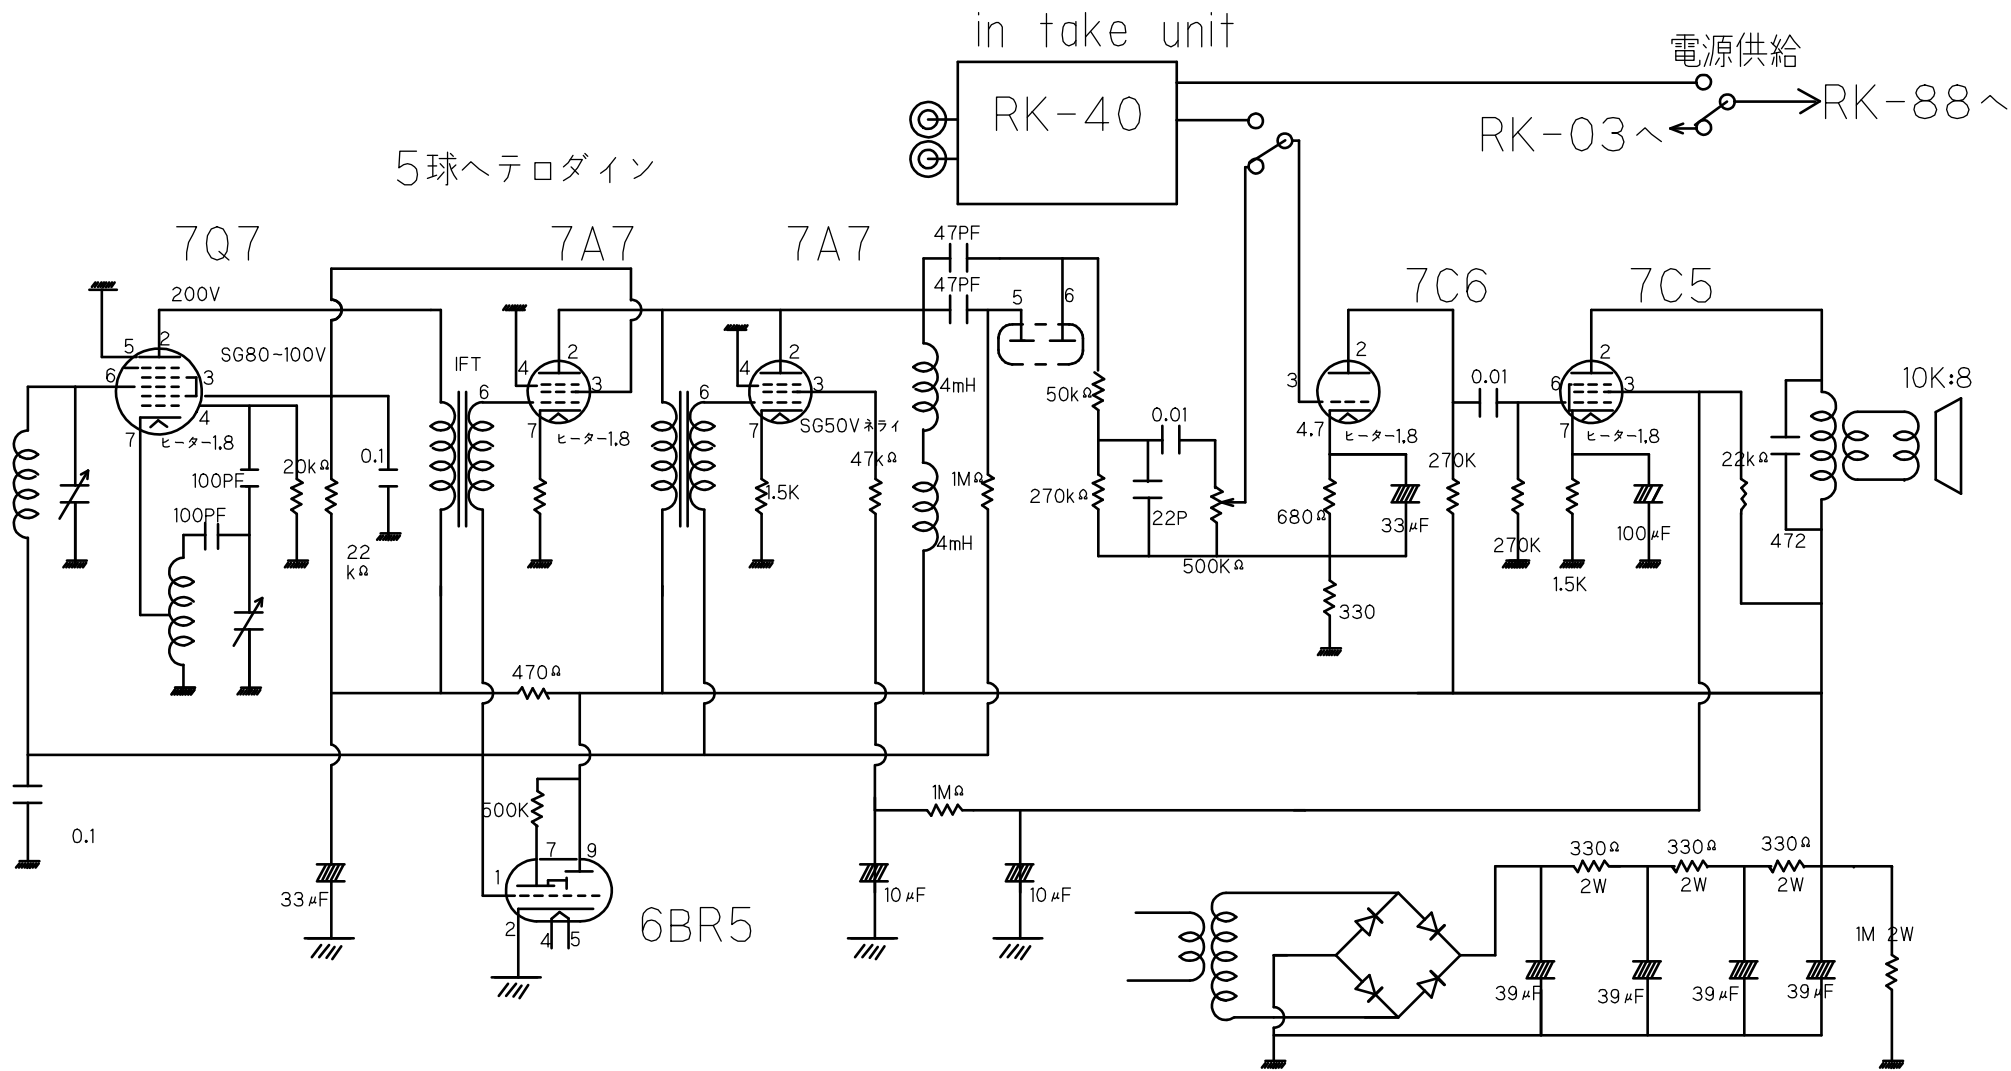 in take unit
電源供給
RK-40
RK-88へ
RK-03へ
5球ヘテロダイン
7Q7
7A7
7A7
47PF
47PF
7C6
7C5
200V
5
2
SG80~100V
6
3
4
7
ヒーター1.8
IFT
4
2
3
6
7
4
2
3
6
7
SG50Vネライ
4mH
4mH
5
6
50kΩ
0.01
270kΩ
22P
500KΩ
3
2
4.7
ヒーター1.8
0.01
6
2
3
7
ヒーター1.8
10K:8
100PF
20kΩ
0.1
100PF
22
kΩ
1.5K
47kΩ
1MΩ
680Ω
33μF
330
270K
270K
1.5K
100μF
22kΩ
472
470Ω
0.1
500K
1MΩ
7
9
1
2
4
5
6BR5
33μF
10μF
10μF
330Ω
2W
330Ω
2W
330Ω
2W
1M 2W
39μF
39μF
39μF
39μF